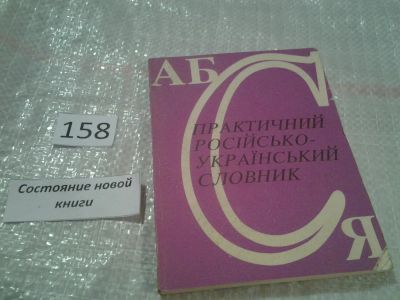 158
Состояние новой
книги
АБ
С
ПРАКТИЧНИЙ
РОСІЙСЬКО-
УКРАЇНСЬКИЙ
СЛОВНИК
Я